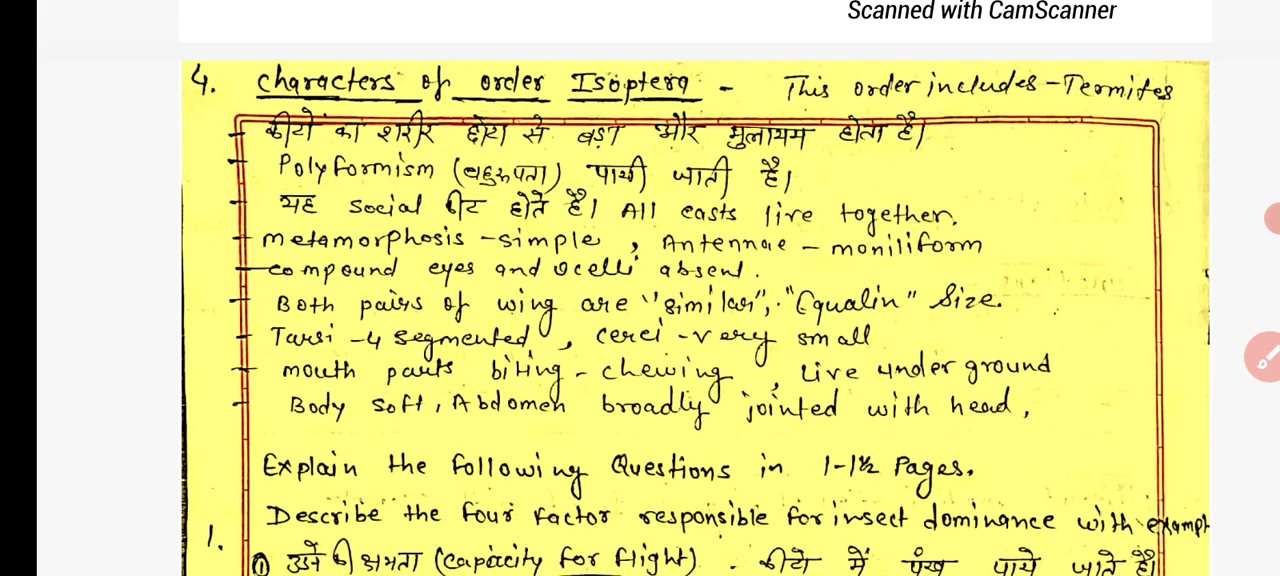 Scanned with CamScanner
4. Characters of order Isoptera - This order includes - Termites
- कीटों का शरीर छोटा से बड़ा और मुलायम होता है।
- Polyformism (बहुरूपता) पायी जाती है।
- यह social कीट होते है। All casts live together.
- metamorphosis - simple, Antennae - moniliform
- compound eyes and ocelli absent.
- Both pairs of wing are "similar", "Equalin" Size.
- Tarsi - 4 segmented, cerci - very small
- mouth parts biting - chewing, Live under ground
- Body soft, Abdomen broadly jointed with head,
Explain the following Questions in 1-1½ Pages.
1. Describe the four factor responsible for insect dominance with exampl
① उड़ने की क्षमता (Capacity for flight). कीटो में पंख पाये जाते है।